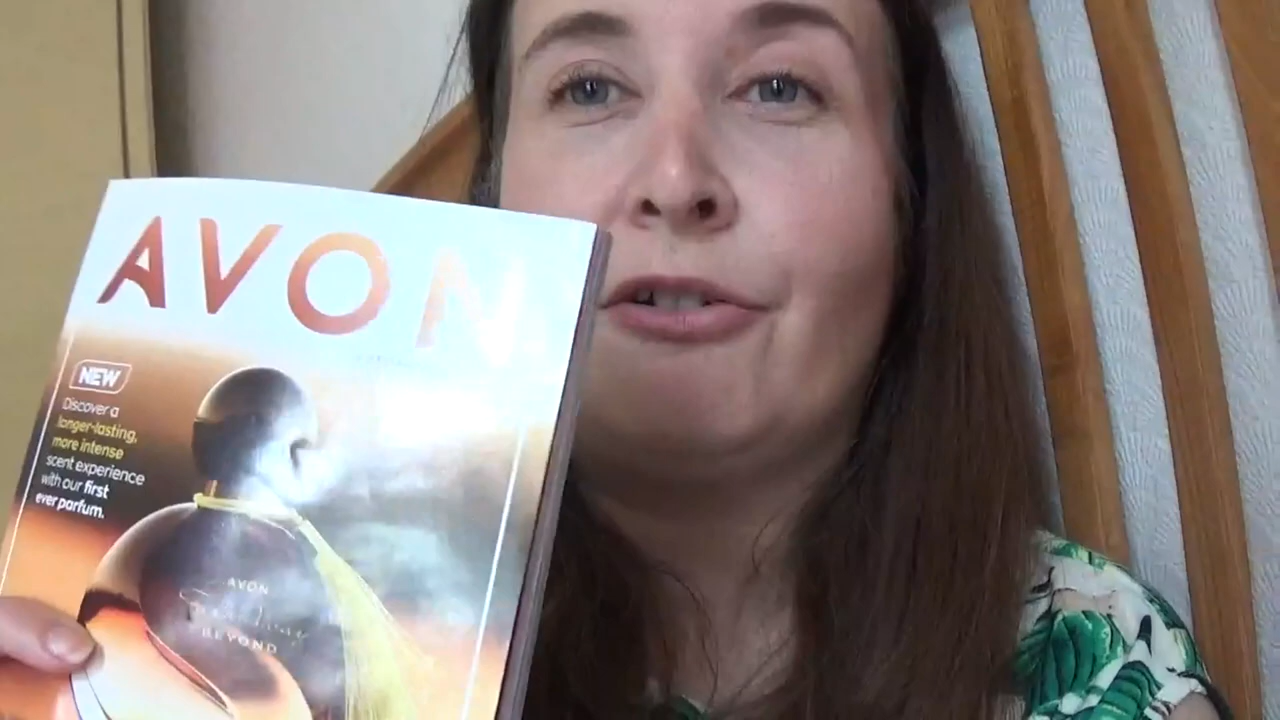 AVON
NEW
Discover a
longer-lasting,
more intense
scent experience
with our first
ever parfum.
AVON
BEYOND